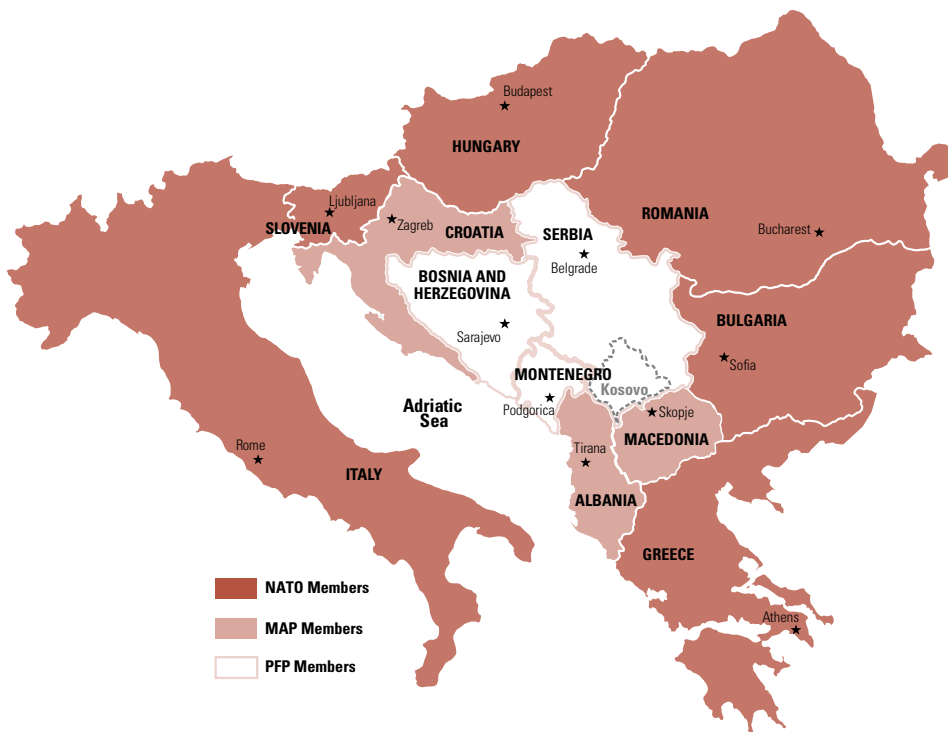 Budapest
HUNGARY
Ljubljana
SLOVENIA
Zagreb
CROATIA
ROMANIA
Bucharest
SERBIA
Belgrade
BOSNIA AND
HERZEGOVINA
Sarajevo
BULGARIA
Sofia
MONTENEGRO
Kosovo
Podgorica
Skopje
MACEDONIA
Adriatic
Sea
Tirana
ALBANIA
Rome
ITALY
GREECE
Athens
NATO Members
MAP Members
PFP Members